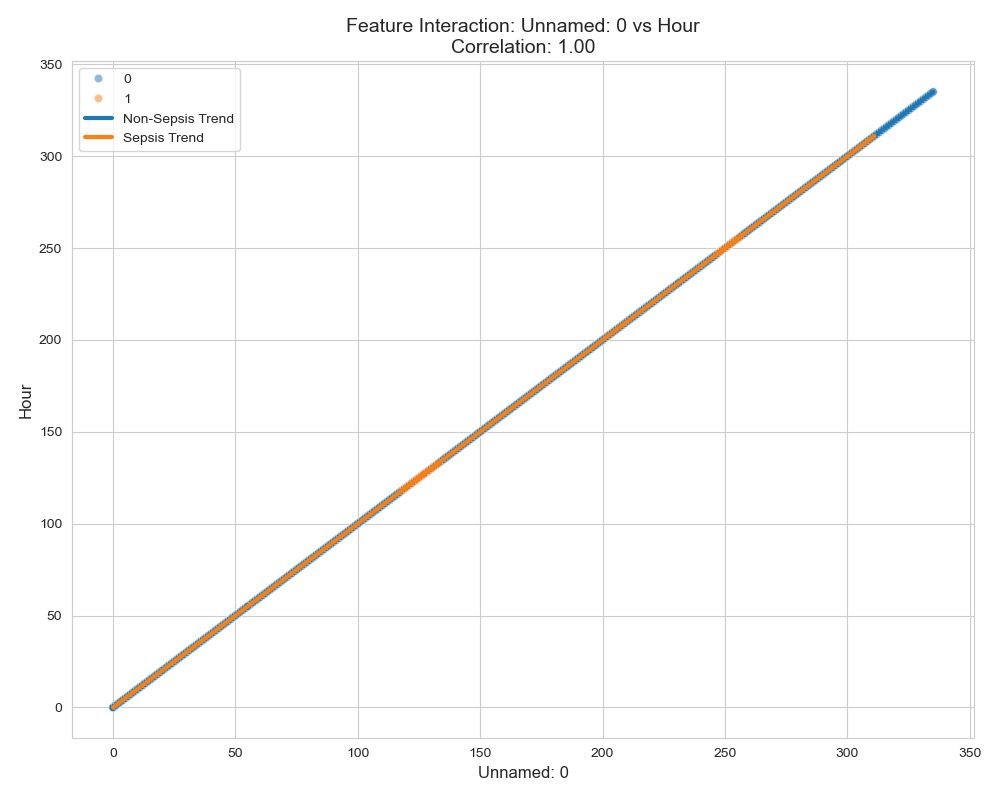 Feature Interaction: Unnamed: 0 vs Hour
Correlation: 1.00
0
1
Non-Sepsis Trend
Sepsis Trend
350
300
250
200
150
100
50
0
Hour
0 50 100 150 200 250 300 350
Unnamed: 0